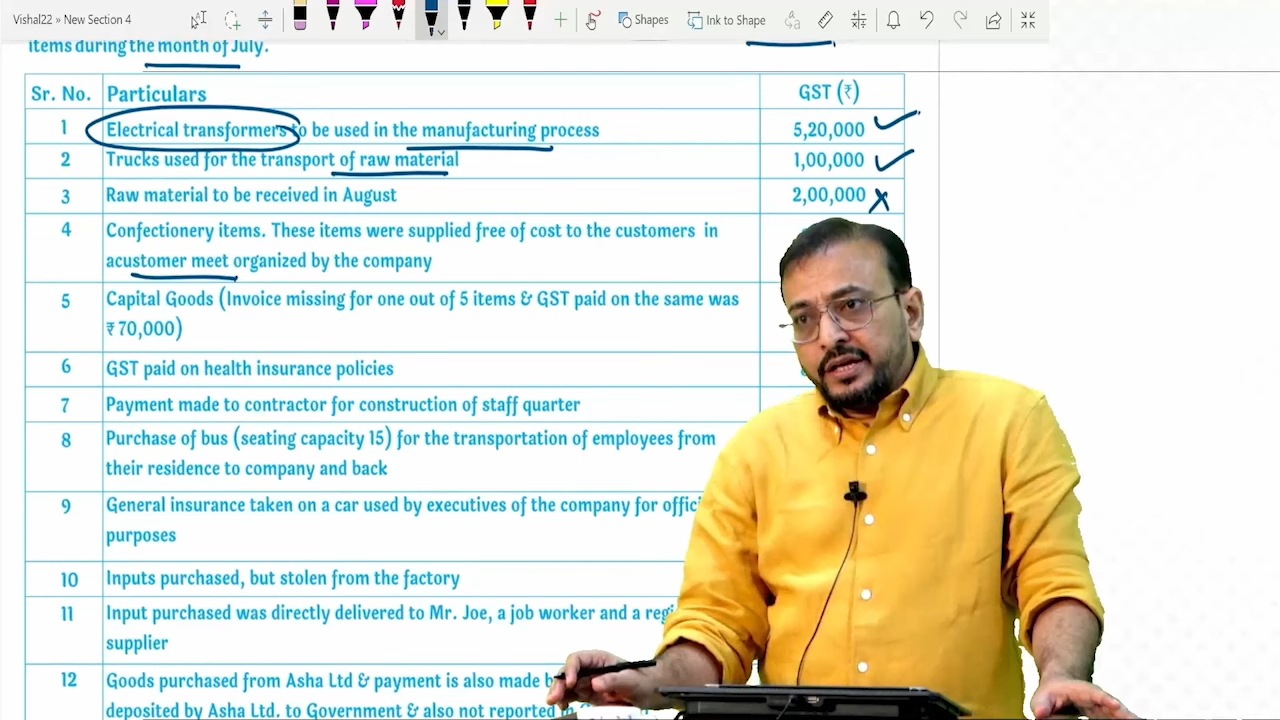 Vishal22 » New Section 4
Shapes
Ink to Shape
items during the month of July.
Sr. No. Particulars GST (₹)
1 Electrical transformers to be used in the manufacturing process 5,20,000
2 Trucks used for the transport of raw material 1,00,000
3 Raw material to be received in August 2,00,000
4 Confectionery items. These items were supplied free of cost to the customers in
acustomer meet organized by the company
5 Capital Goods (Invoice missing for one out of 5 items & GST paid on the same was
₹ 70,000)
6 GST paid on health insurance policies
7 Payment made to contractor for construction of staff quarter
8 Purchase of bus (seating capacity 15) for the transportation of employees from
their residence to company and back
9 General insurance taken on a car used by executives of the company for
purposes
10 Inputs purchased, but stolen from the factory
11 Input purchased was directly delivered to Mr. Joe, a job worker and a
supplier
12 Goods purchased from Asha Ltd & payment is also made
deposited by Asha Ltd. to Government & also not reported